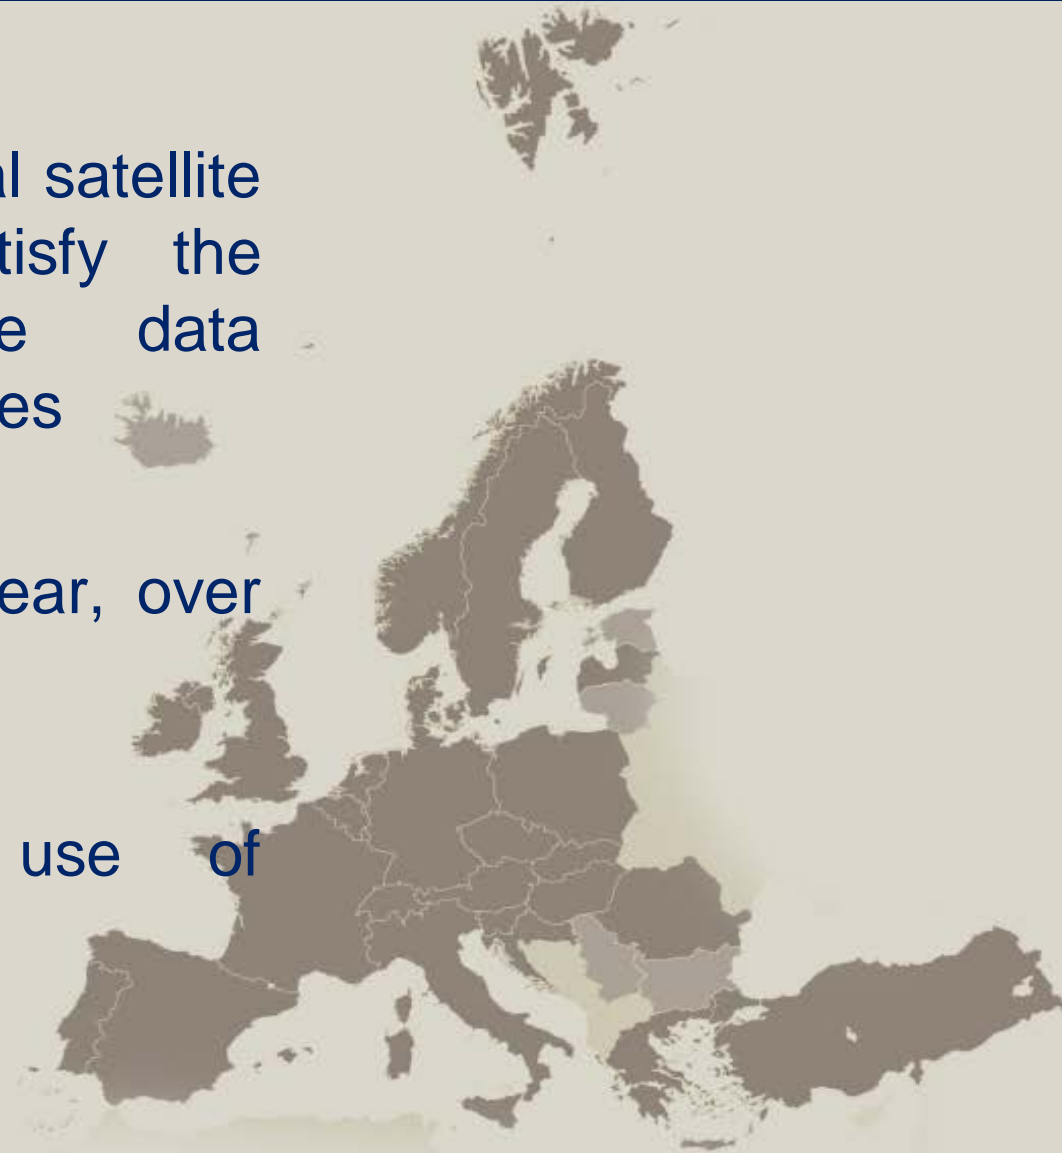 al satellite
tisfy the
e data
es
ear, over
use of